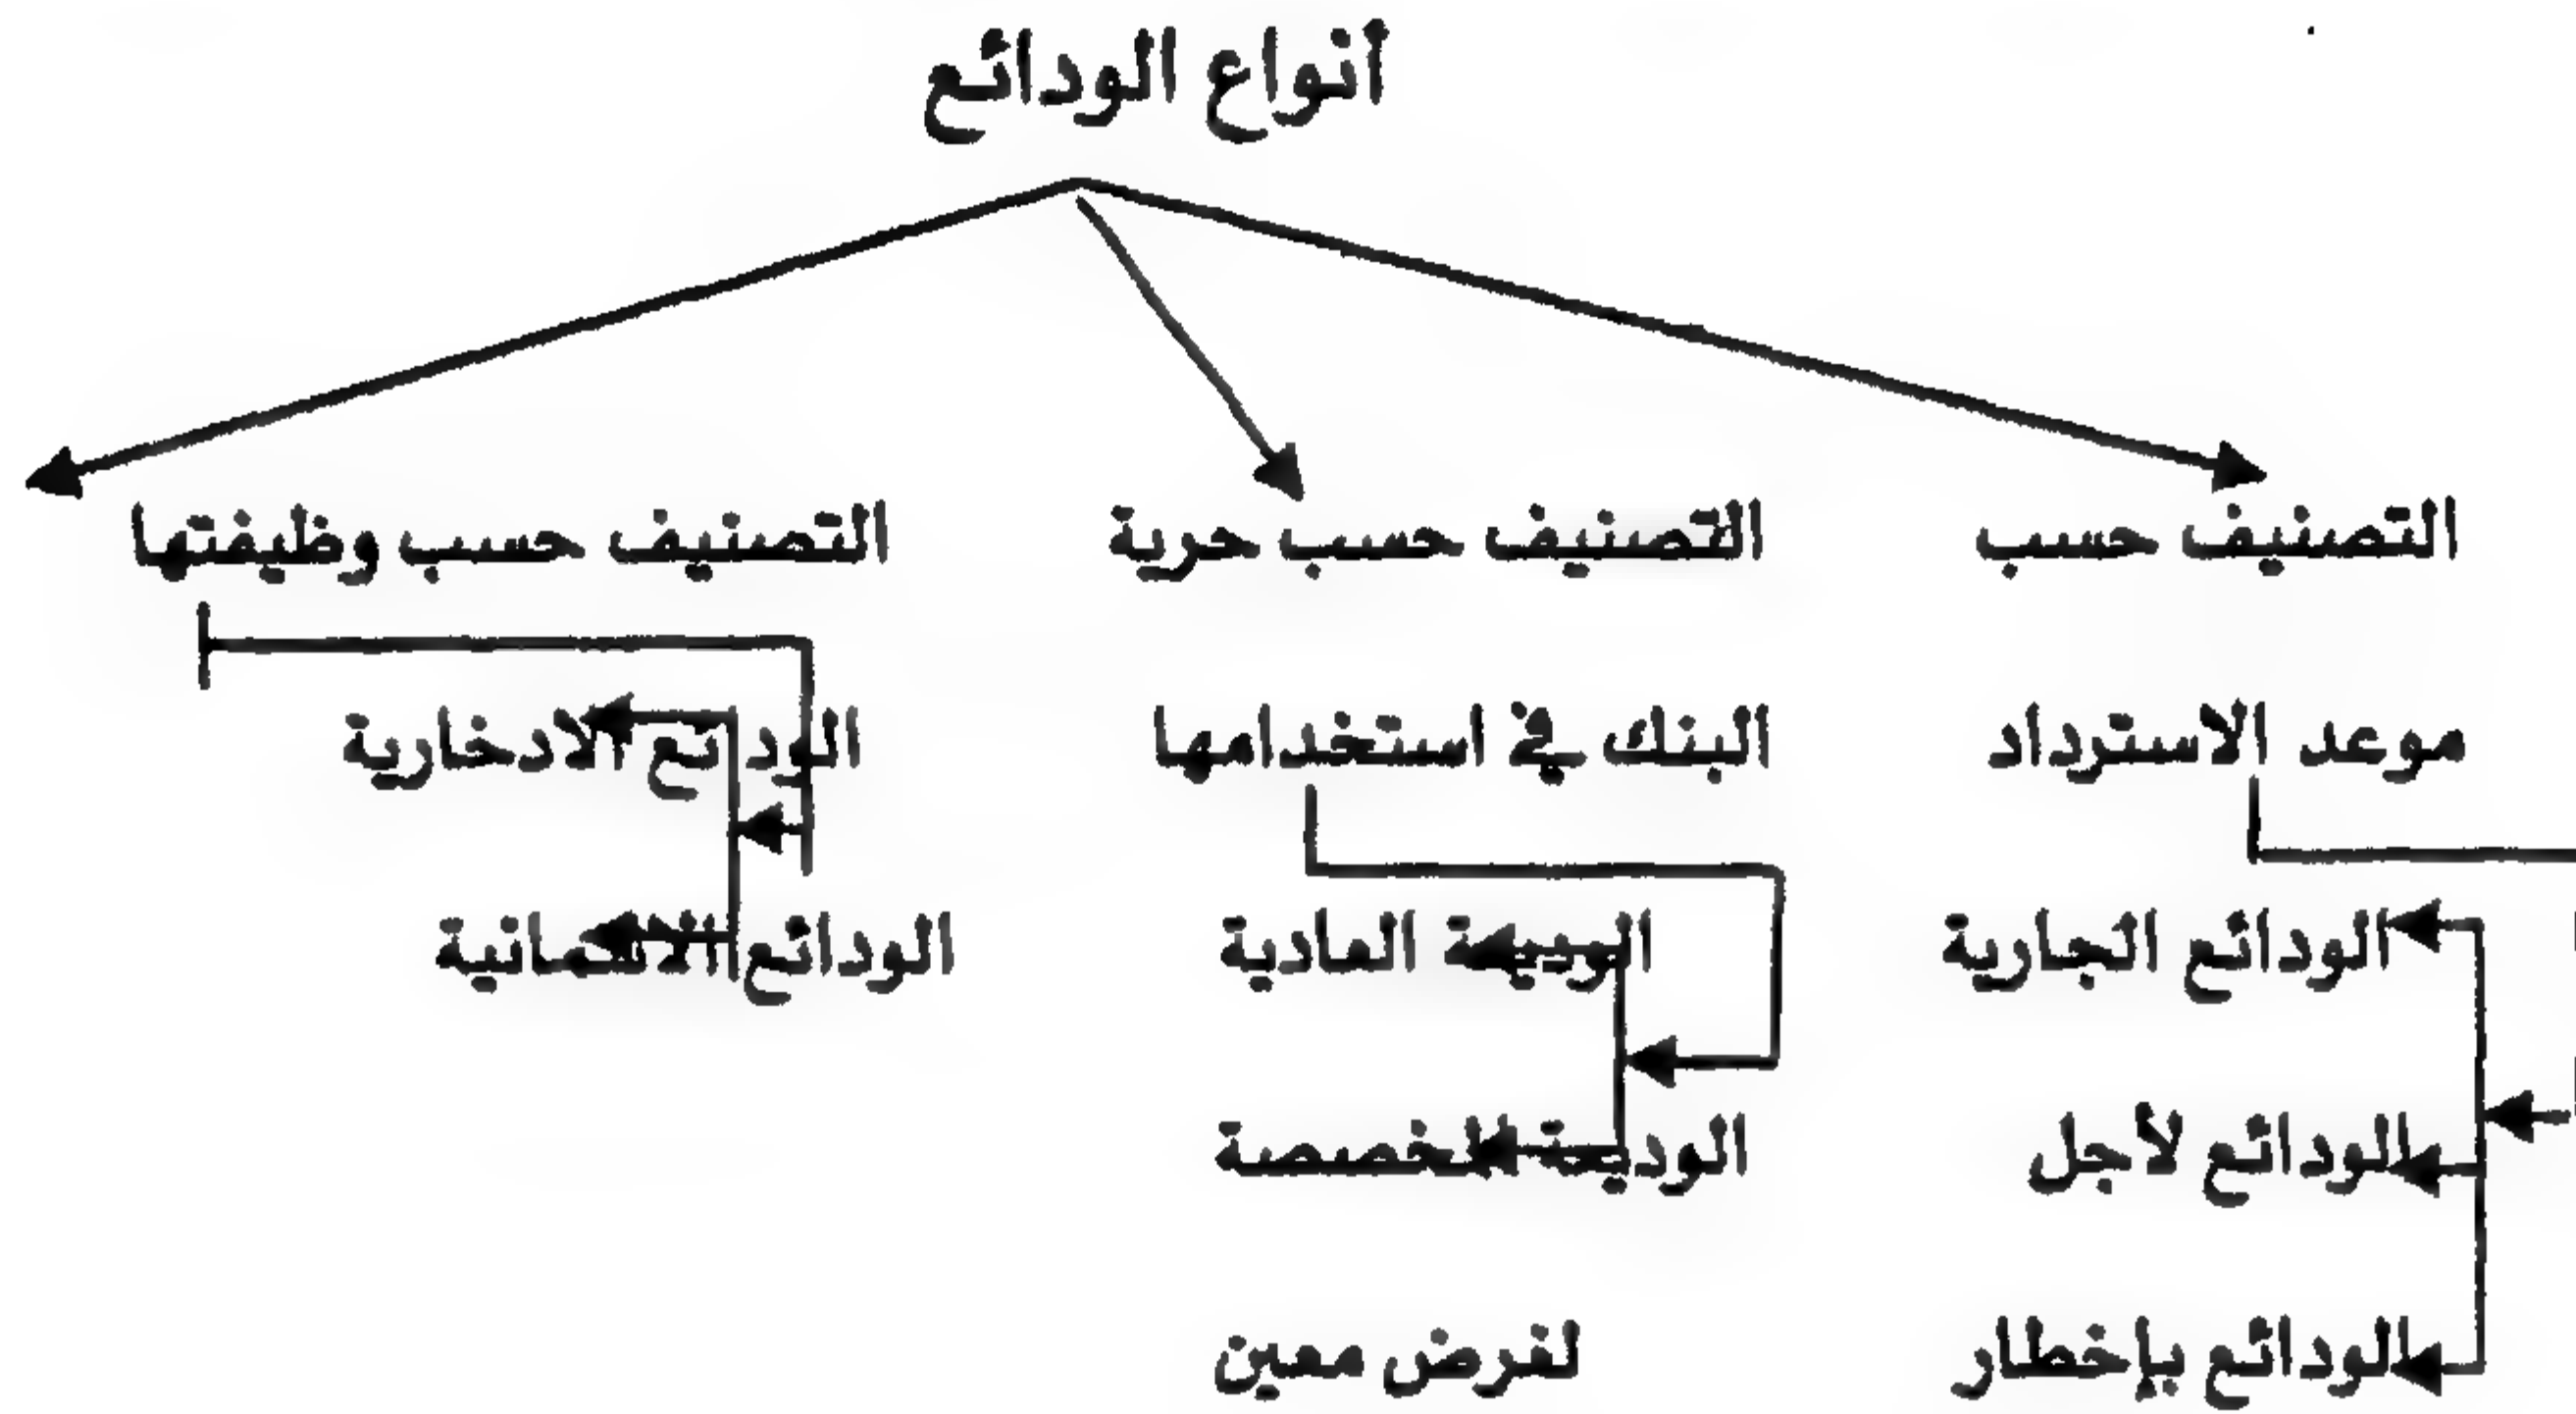 أنواع الودائع
التصنيف حسب
موعد الاسترداد
الودائع الجارية
الودائع لأجل
الودائع بإخطار
التصنيف حسب حرية
البنك في استخدامها
الوديعة العادية
الوديعة المخصصة
لغرض معين
التصنيف حسب وظيفتها
الودائع الادخارية
الودائع الائتمانية